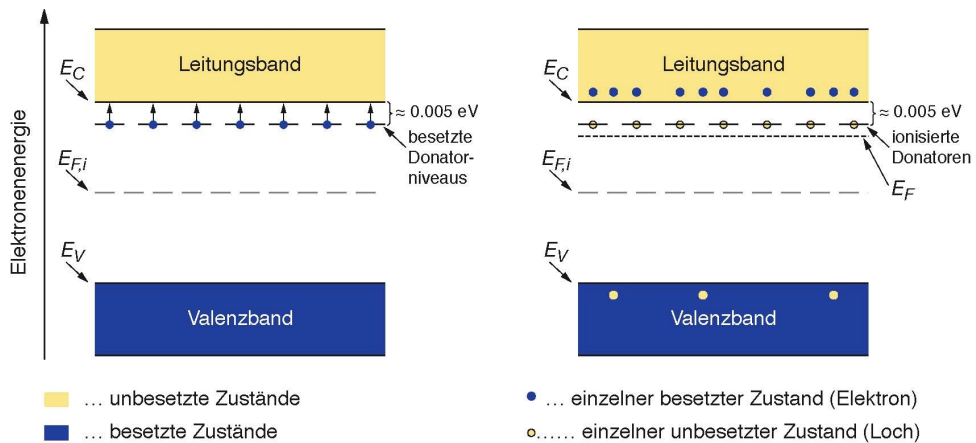 Elektronenenergie
Leitungsband
E_C
≈ 0.005 eV
besetzte
Donator-
niveaus
E_F,i
E_V
Valenzband
Leitungsband
E_C
≈ 0.005 eV
ionisierte
Donatoren
E_F,i
E_F
E_V
Valenzband
... unbesetzte Zustände
... besetzte Zustände
... einzelner besetzter Zustand (Elektron)
...... einzelner unbesetzter Zustand (Loch)